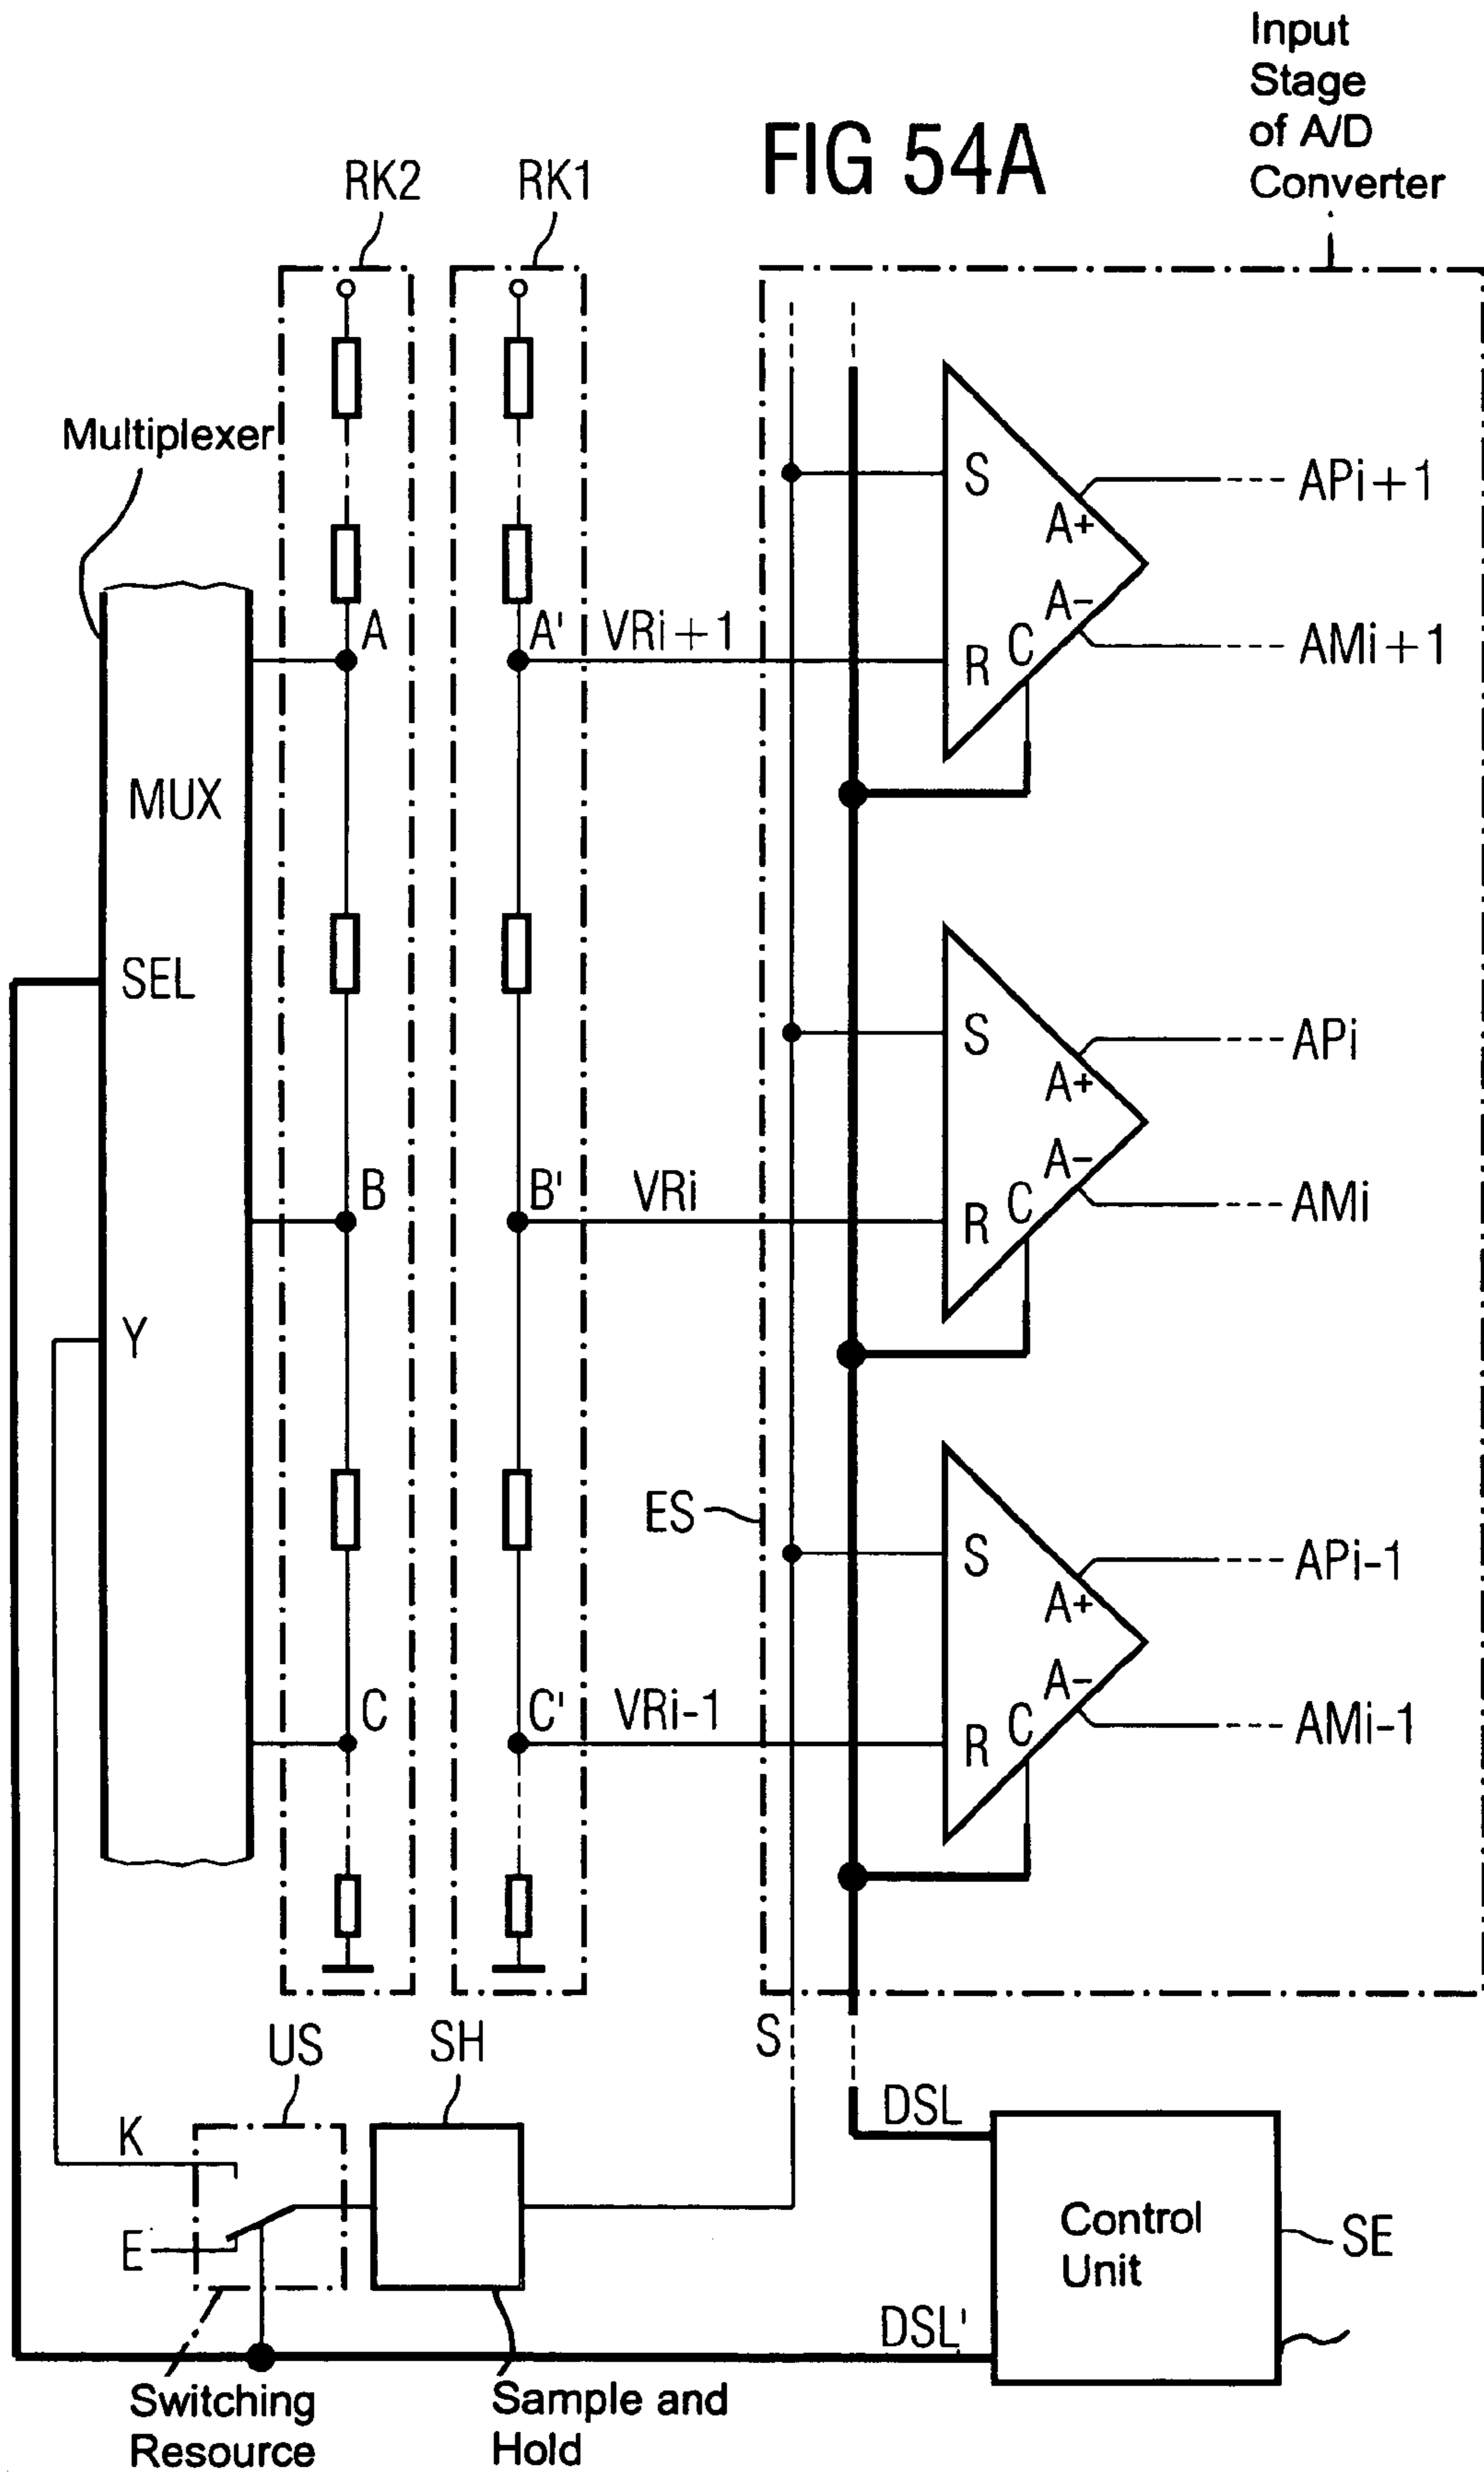 Input
Stage
of A/D
Converter
FIG 54A
RK2
RK1
Multiplexer
S
A+
APi+1
A
A'
VRi+1
A-
C
R
AMi+1
MUX
SEL
S
A+
APi
B
B'
VRi
A-
C
R
AMi
Y
ES
S
A+
APi-1
C
C'
VRi-1
A-
C
R
AMi-1
US
SH
S
DSL
K
E
Control
Unit
SE
DSL'
Switching
Resource
Sample and
Hold